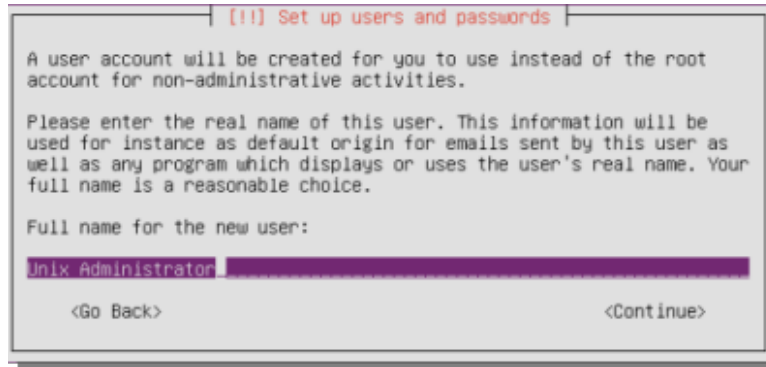 [!!] Set up users and passwords
A user account will be created for you to use instead of the root
account for non-administrative activities.
Please enter the real name of this user. This information will be
used for instance as default origin for emails sent by this user as
well as any program which displays or uses the user's real name. Your
full name is a reasonable choice.
Full name for the new user:
Unix Administrator
<Go Back> <Continue>